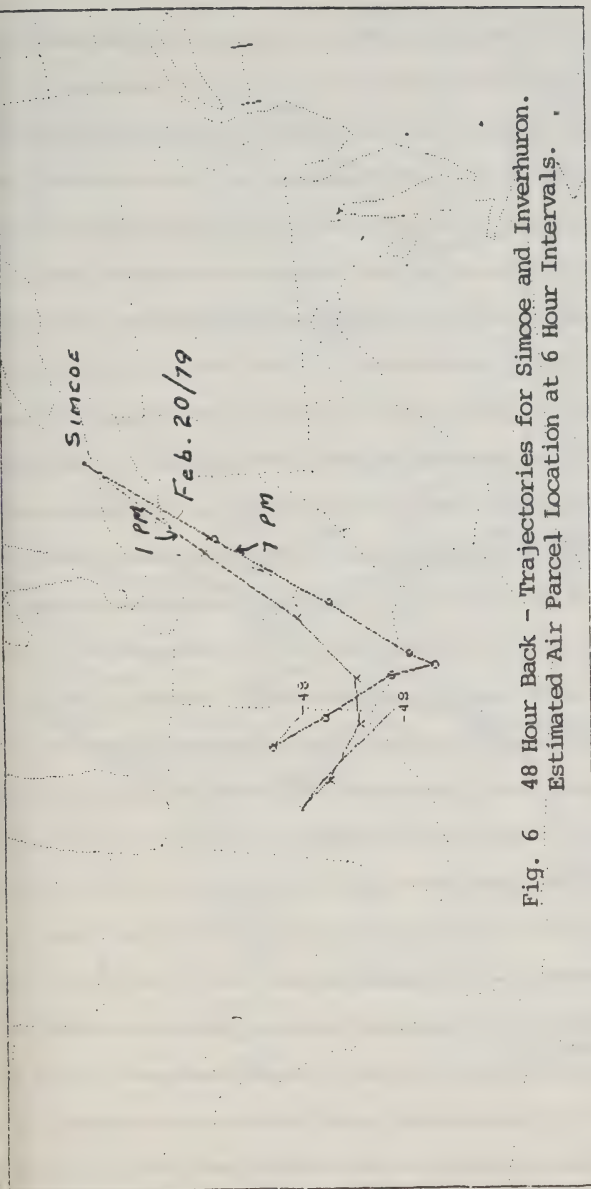 SIMCOE
1 PM
Feb. 20/79
7 PM
-48
-48
Fig. 6 48 Hour Back - Trajectories for Simcoe and Inverhuron.
Estimated Air Parcel Location at 6 Hour Intervals.